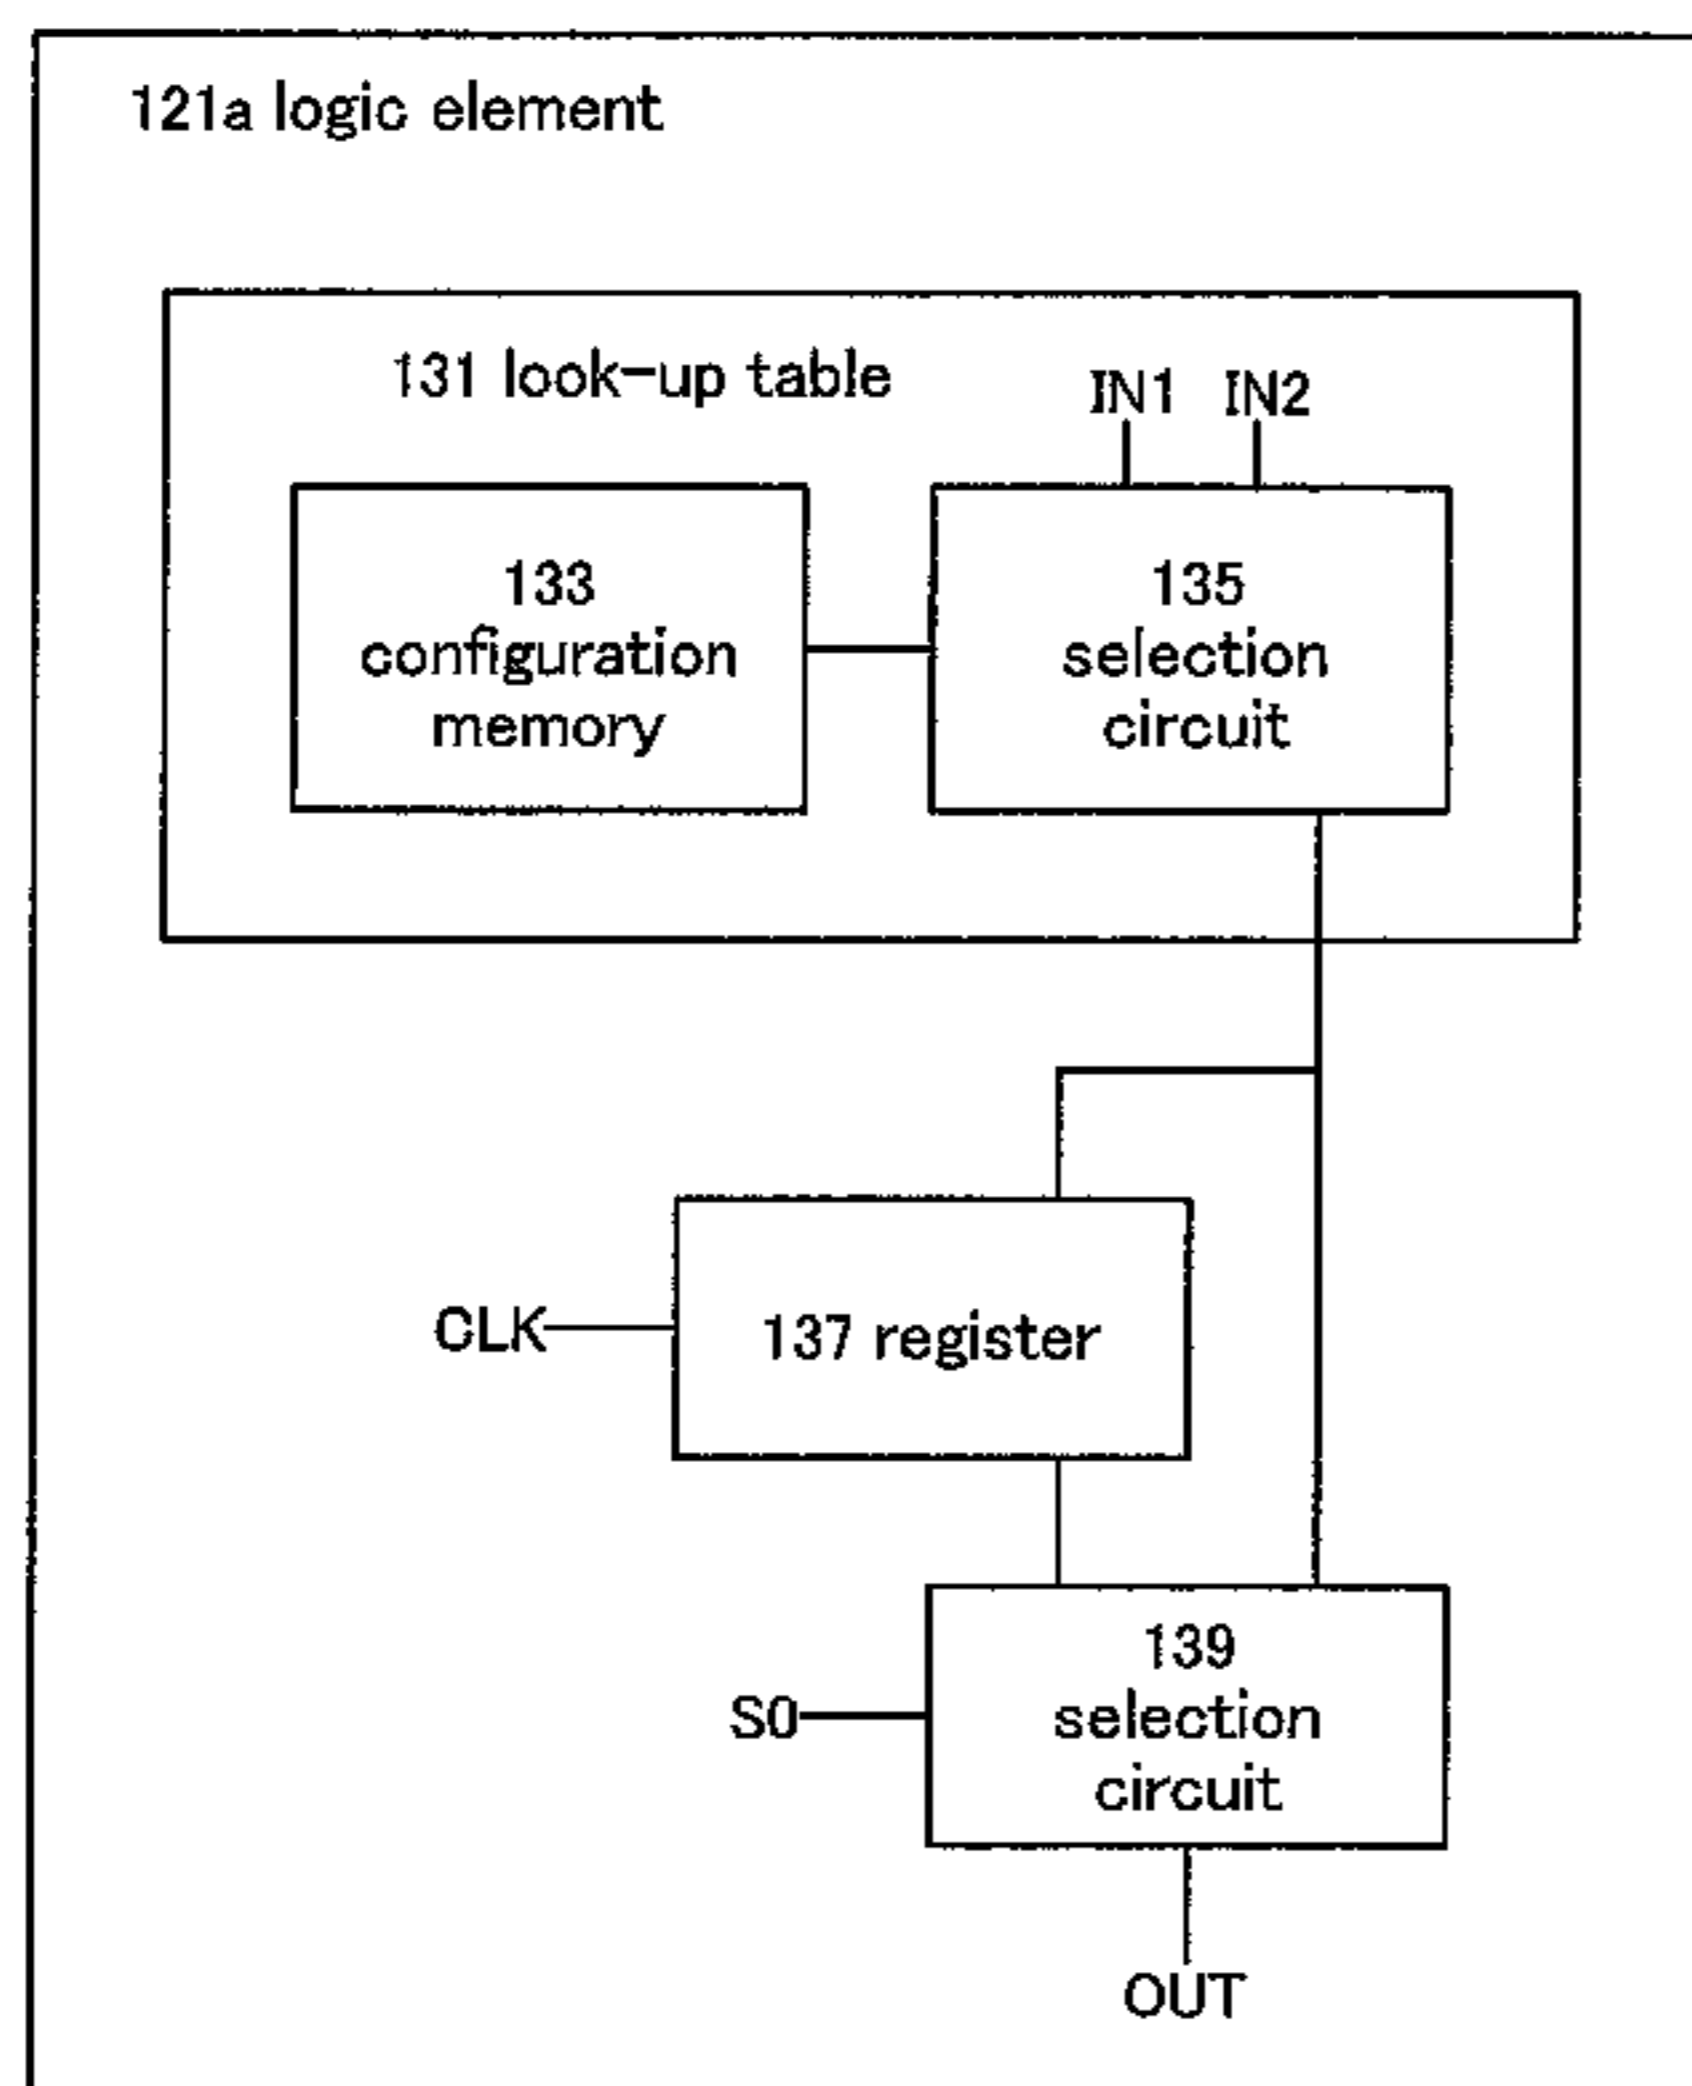 121a logic element
131 look-up table
IN1 IN2
133
configuration
memory
135
selection
circuit
CLK
137 register
139
selection
circuit
S0
OUT